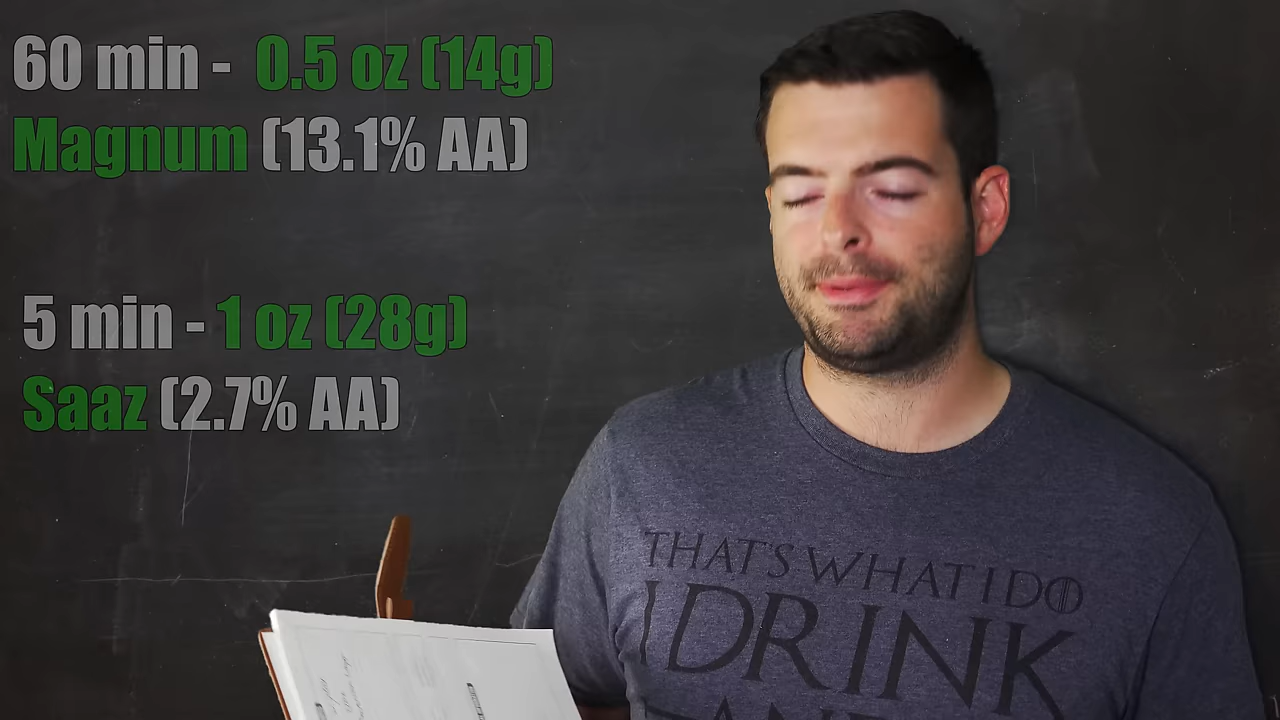 60 min - 0.5 oz (14g)
Magnum (13.1% AA)
5 min - 1 oz (28g)
Saaz (2.7% AA)
THAT'S WHAT I DO
I DRINK